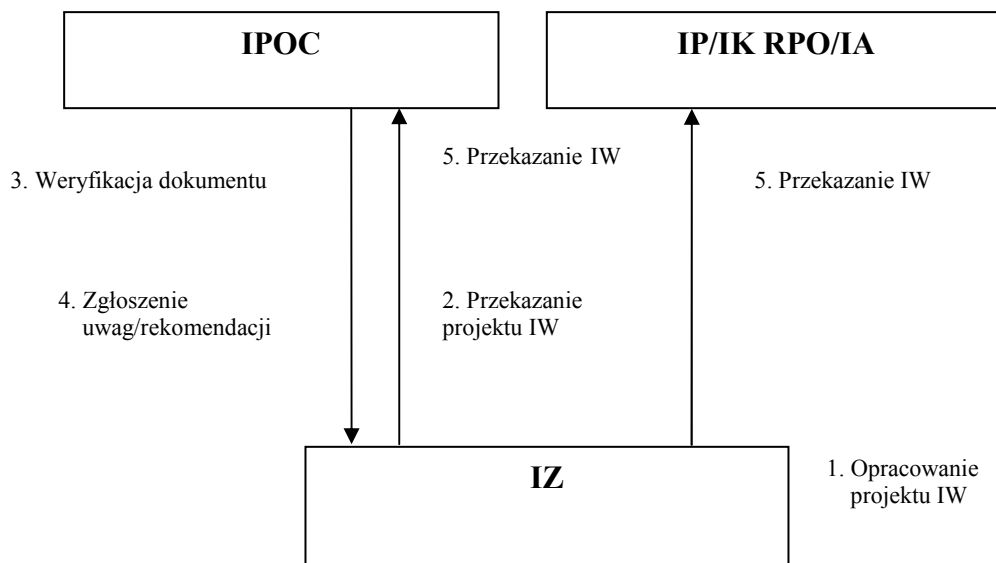 IPOC
IP/IK RPO/IA
5. Przekazanie IW
3. Weryfikacja dokumentu
5. Przekazanie IW
4. Zgłoszenie
uwag/rekomendacji
2. Przekazanie
projektu IW
IZ
1. Opracowanie
projektu IW